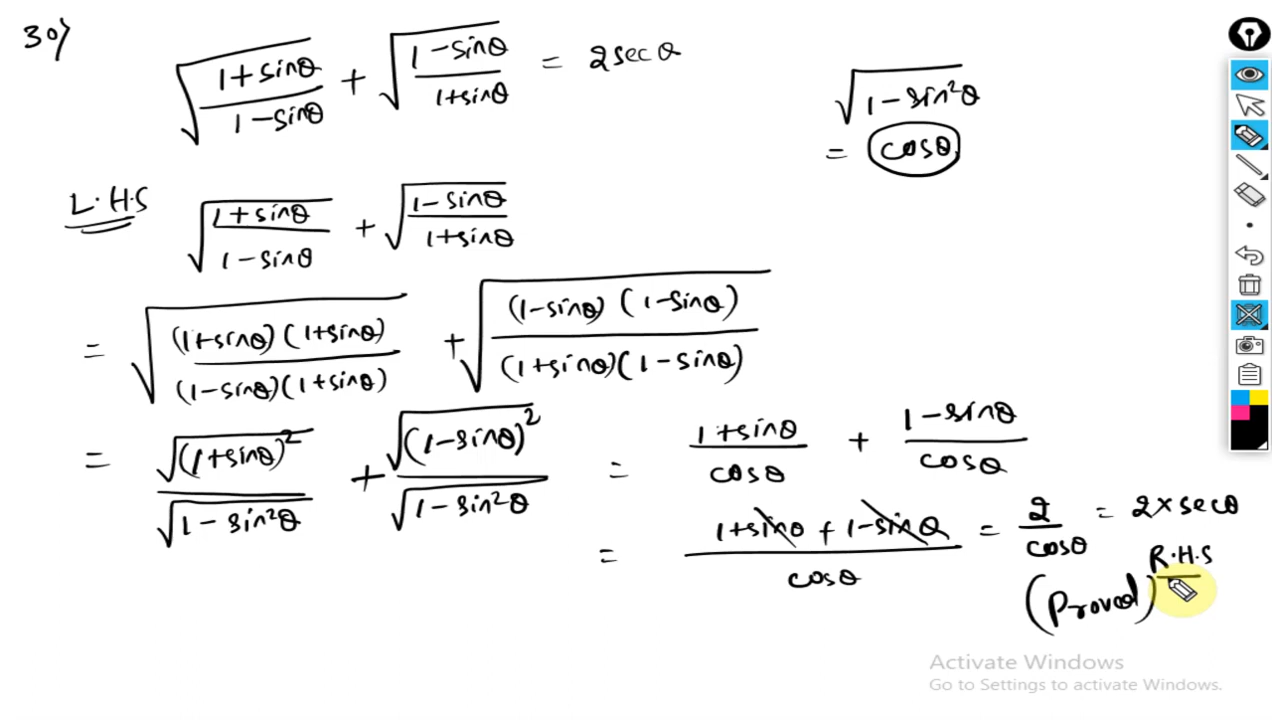 30)
√((1+sinθ)/(1-sinθ)) + √((1-sinθ)/(1+sinθ)) = 2secθ
√(1-sin²θ)
= cosθ
L.H.S √((1+sinθ)/(1-sinθ)) + √((1-sinθ)/(1+sinθ))
= √((1+sinθ)(1+sinθ)/(1-sinθ)(1+sinθ)) + √((1-sinθ)(1-sinθ)/(1+sinθ)(1-sinθ))
= √(1+sinθ)²/√(1-sin²θ) + √(1-sinθ)²/√(1-sin²θ)
= (1+sinθ)/cosθ + (1-sinθ)/cosθ
= (1+sinθ+1-sinθ)/cosθ = 2/cosθ = 2×secθ
R.H.S
(Proved)
Activate Windows
Go to Settings to activate Windows.